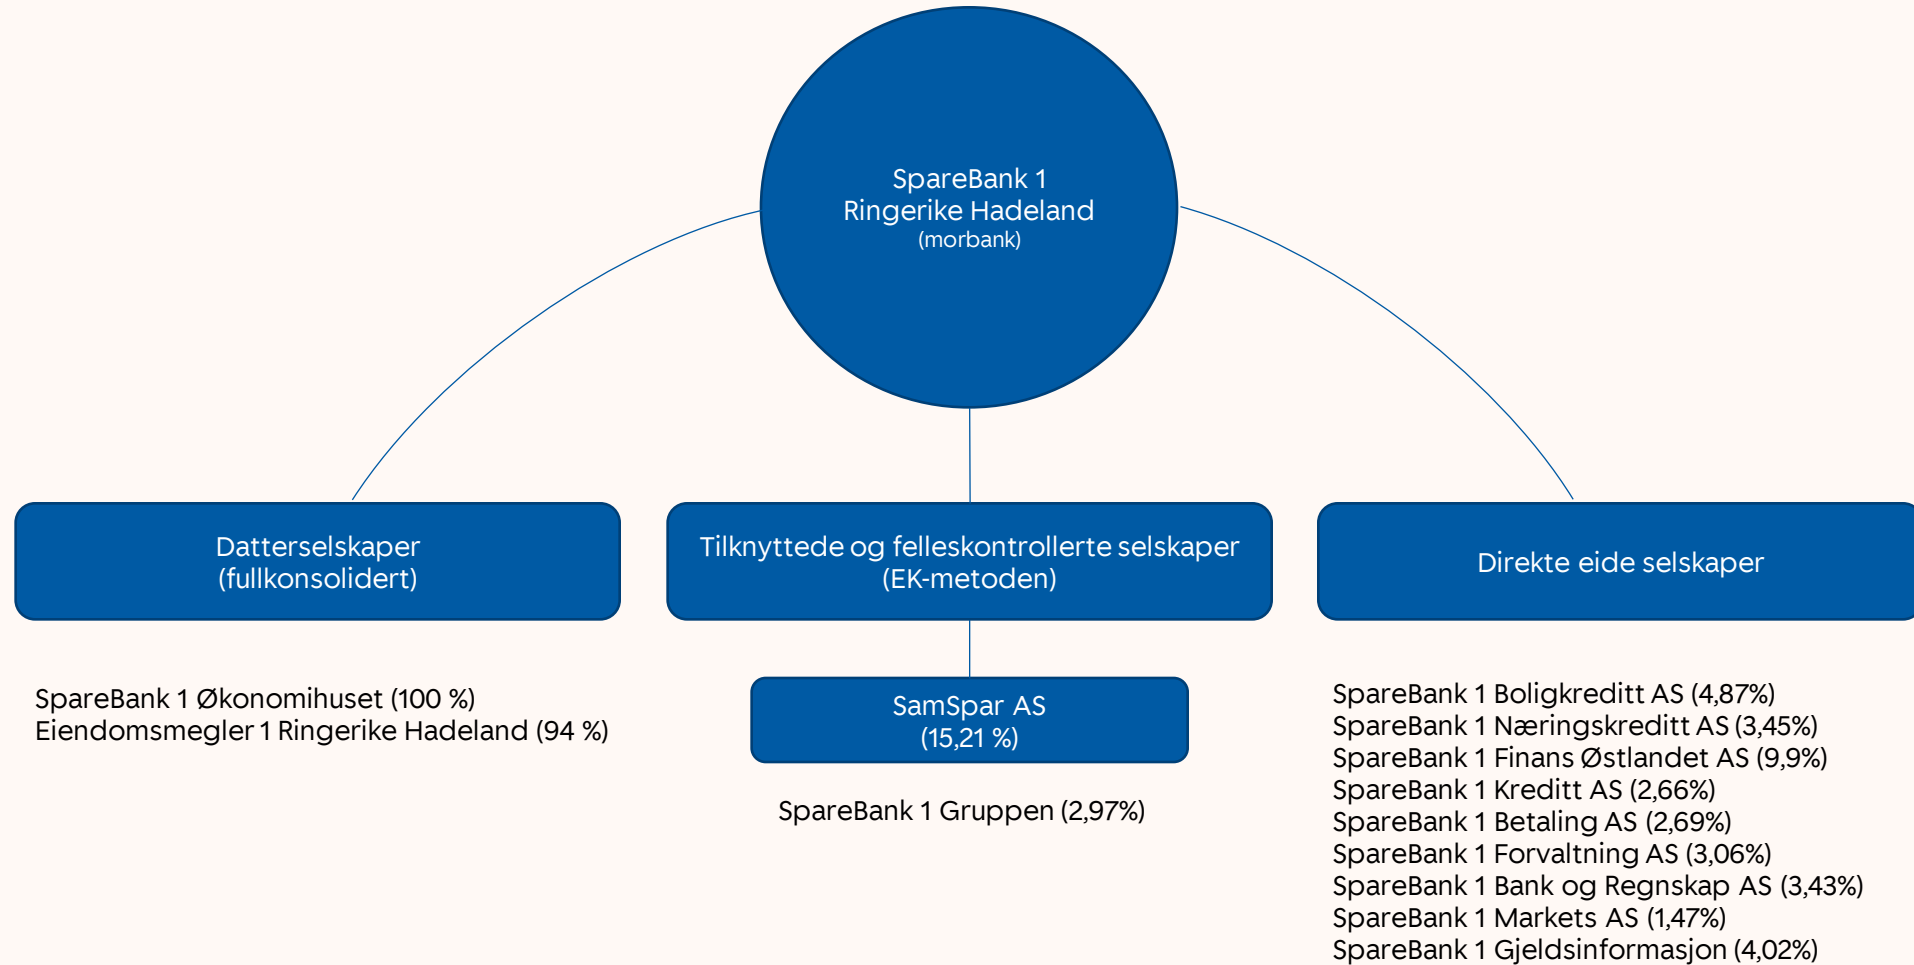 SpareBank 1
Ringerike Hadeland
(morbank)
Datterselskaper
(fullkonsolidert)
SpareBank 1 Økonomihuset (100 %)
Eiendomsmegler 1 Ringerike Hadeland (94 %)
Tilknyttede og felleskontrollerte selskaper
(EK-metoden)
SamSpar AS
(15,21 %)
SpareBank 1 Gruppen (2,97%)
Direkte eide selskaper
SpareBank 1 Boligkreditt AS (4,87%)
SpareBank 1 Næringskreditt AS (3,45%)
SpareBank 1 Finans Østlandet AS (9,9%)
SpareBank 1 Kreditt AS (2,66%)
SpareBank 1 Betaling AS (2,69%)
SpareBank 1 Forvaltning AS (3,06%)
SpareBank 1 Bank og Regnskap AS (3,43%)
SpareBank 1 Markets AS (1,47%)
SpareBank 1 Gjeldsinformasjon (4,02%)